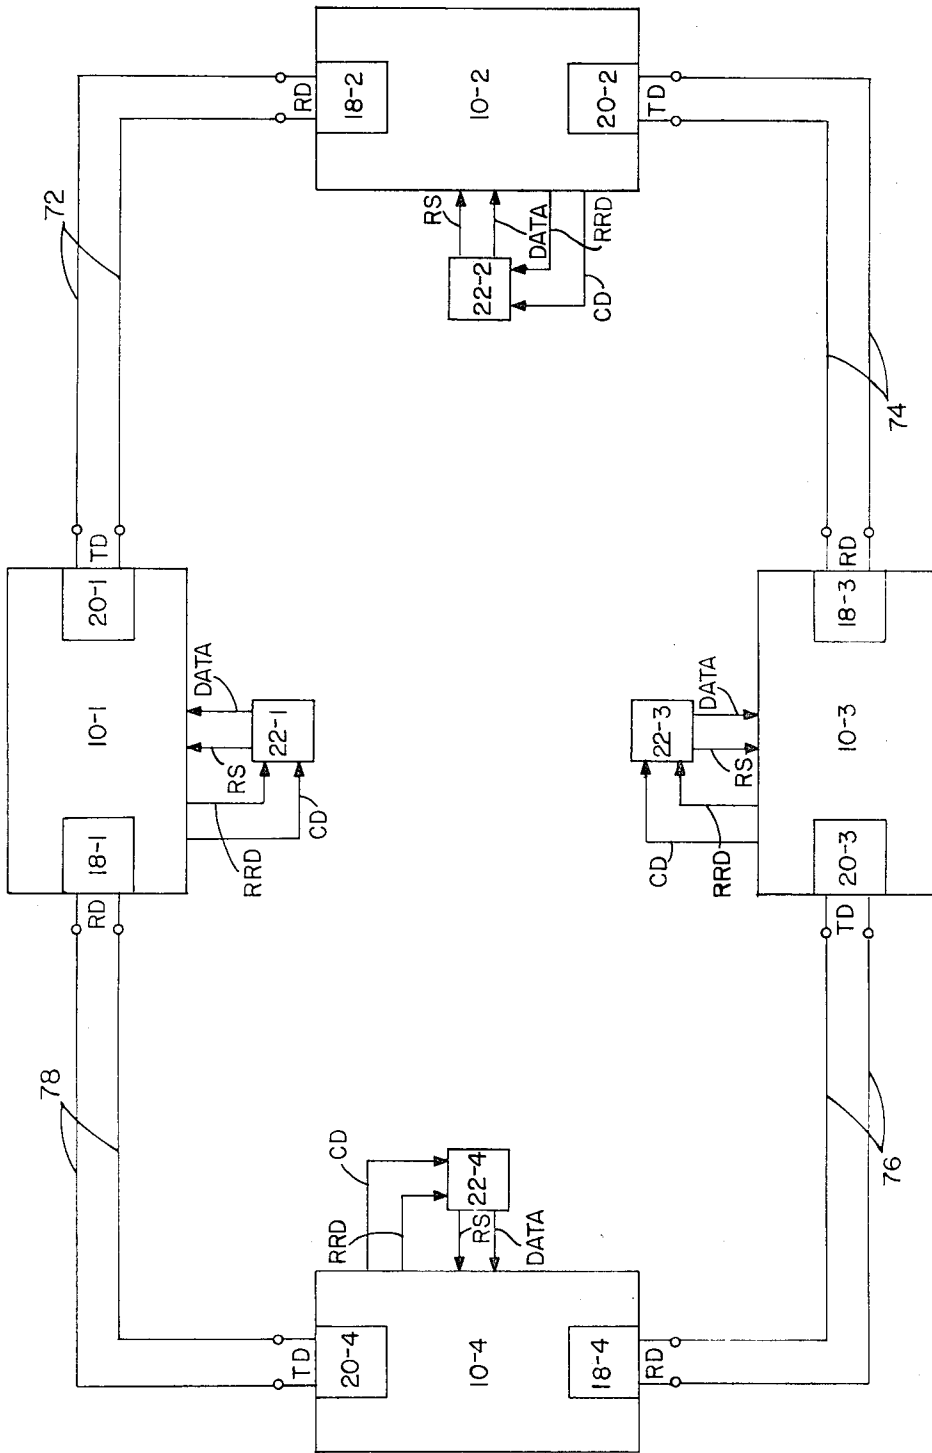 72
RD
18-2
10-2
20-2
TD
RS
DATA
RRD
22-2
CD
74
TD
20-1
10-1
18-1
RD
DATA
RS
22-1
RRD
CD
RD
18-3
10-3
20-3
TD
DATA
RS
22-3
RRD
CD
78
76
TD
20-4
10-4
18-4
RD
CD
RRD
22-4
RS
DATA